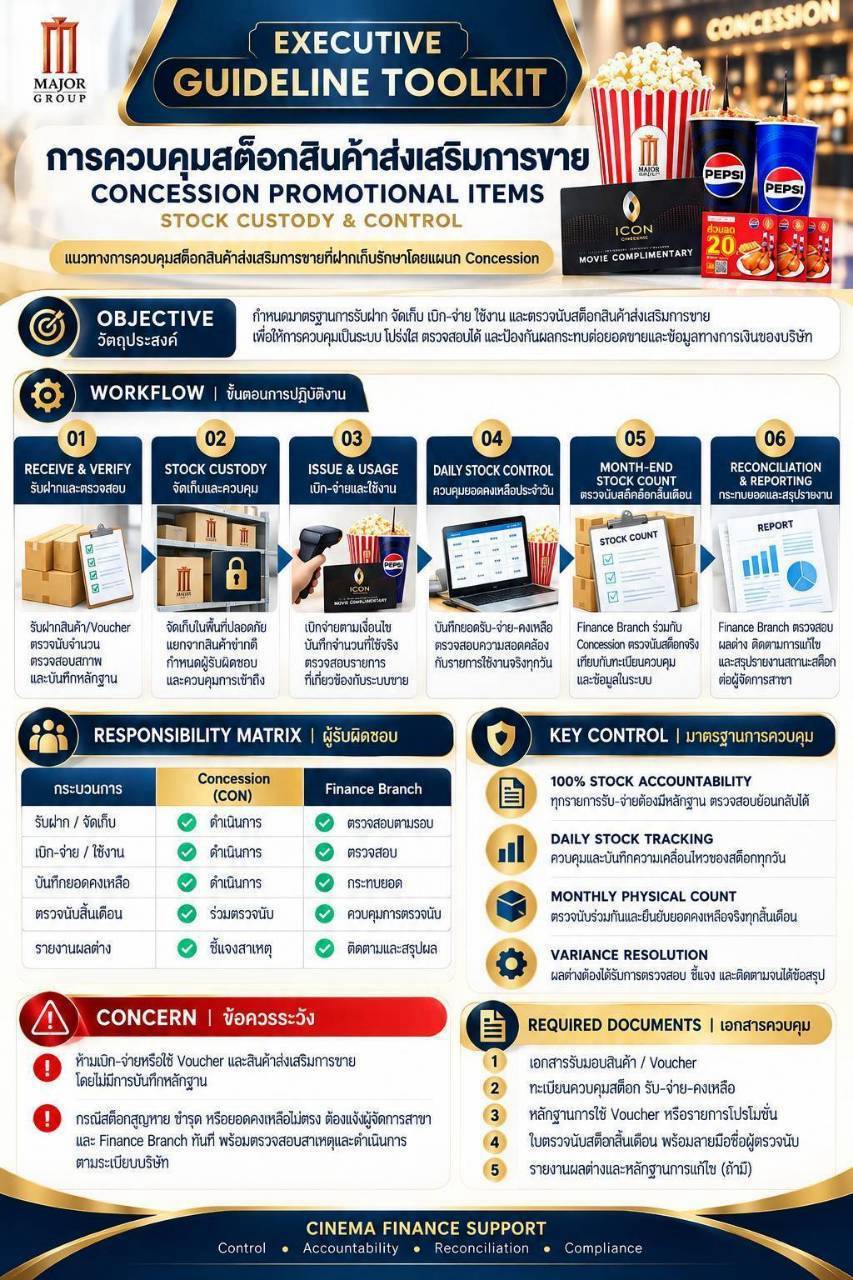 MAJOR
GROUP
EXECUTIVE
GUIDELINE TOOLKIT
CONCESSION
การควบคุมสต็อกสินค้าส่งเสริมการขาย
CONCESSION PROMOTIONAL ITEMS
STOCK CUSTODY & CONTROL
แนวทางการควบคุมสต็อกสินค้าส่งเสริมการขายที่ฝากเก็บรักษาโดยแผนก Concession
MAJOR
PEPSI
PEPSI
ICON
CINECONIC
MOVIE COMPLIMENTARY
ส่วนลด
20
OBJECTIVE
วัตถุประสงค์
กำหนดมาตรฐานการรับฝาก จัดเก็บ เบิก-จ่าย ใช้งาน และตรวจนับสต็อกสินค้าส่งเสริมการขาย
เพื่อให้การควบคุมเป็นระบบ โปร่งใส ตรวจสอบได้ และป้องกันผลกระทบต่อยอดขายและข้อมูลทางการเงินของบริษัท
WORKFLOW | ขั้นตอนการปฏิบัติงาน
01
RECEIVE & VERIFY
รับฝากและตรวจสอบ
รับฝากสินค้า/Voucher
ตรวจนับจำนวน
ตรวจสอบสภาพ
และบันทึกหลักฐาน
02
STOCK CUSTODY
จัดเก็บและควบคุม
จัดเก็บในพื้นที่ปลอดภัย
แยกจากสินค้าปกติ
กำหนดผู้รับผิดชอบ
และควบคุมการเข้าถึง
03
ISSUE & USAGE
เบิก-จ่ายและใช้งาน
PEPSI
ICON
MOVIE COMPLIMENTARY
เบิกจ่ายตามเงื่อนไข
บันทึกจำนวนที่ใช้จริง
ตรวจสอบรายการ
ที่เกี่ยวข้องกับระบบขาย
04
DAILY STOCK CONTROL
ควบคุมยอดคงเหลือประจำวัน
บันทึกยอดรับ-จ่าย-คงเหลือ
ตรวจสอบความสอดคล้อง
กับรายการใช้งานจริงทุกวัน
05
MONTH-END
STOCK COUNT
ตรวจนับสต็อกสิ้นเดือน
STOCK COUNT
Finance Branch ร่วมกับ
Concession ตรวจนับสต็อกจริง
เทียบกับทะเบียนควบคุม
และข้อมูลในระบบ
06
RECONCILIATION
& REPORTING
กระทบยอดและสรุปรายงาน
REPORT
Finance Branch ตรวจสอบ
ผลต่าง ติดตามการแก้ไข
และสรุปรายงานสถานะสต็อก
ต่อผู้จัดการสาขา
RESPONSIBILITY MATRIX | ผู้รับผิดชอบ
กระบวนการ Concession (CON) Finance Branch
รับฝาก / จัดเก็บ ดำเนินการ ตรวจสอบตามรอบ
เบิก-จ่าย / ใช้งาน ดำเนินการ ตรวจสอบ
บันทึกยอดคงเหลือ ดำเนินการ กระทบยอด
ตรวจนับสิ้นเดือน ร่วมตรวจนับ ควบคุมการตรวจนับ
รายงานผลต่าง ชี้แจงสาเหตุ ติดตามและสรุปผล
KEY CONTROL | มาตรฐานการควบคุม
100% STOCK ACCOUNTABILITY
ทุกรายการรับ-จ่ายต้องมีหลักฐาน ตรวจสอบย้อนกลับได้
DAILY STOCK TRACKING
ควบคุมและบันทึกความเคลื่อนไหวของสต็อกทุกวัน
MONTHLY PHYSICAL COUNT
ตรวจนับร่วมกันและยืนยันยอดคงเหลือจริงทุกสิ้นเดือน
VARIANCE RESOLUTION
ผลต่างต้องได้รับการตรวจสอบ ชี้แจง และติดตามจนได้ข้อสรุป
CONCERN | ข้อควรระวัง
ห้ามเบิก-จ่ายหรือใช้ Voucher และสินค้าส่งเสริมการขาย
โดยไม่มีการบันทึกหลักฐาน
กรณีสต็อกสูญหาย ชำรุด หรือยอดคงเหลือไม่ตรง ต้องแจ้งผู้จัดการสาขา
และ Finance Branch ทันที พร้อมตรวจสอบสาเหตุและดำเนินการ
ตามระเบียบบริษัท
REQUIRED DOCUMENTS | เอกสารควบคุม
1 เอกสารรับมอบสินค้า / Voucher
2 ทะเบียนควบคุมสต็อก รับ-จ่าย-คงเหลือ
3 หลักฐานการใช้ Voucher หรือรายการโปรโมชั่น
4 ใบตรวจนับสต็อกสิ้นเดือน พร้อมลายมือชื่อผู้ตรวจนับ
5 รายงานผลต่างและหลักฐานการแก้ไข (ถ้ามี)
CINEMA FINANCE SUPPORT
Control • Accountability • Reconciliation • Compliance